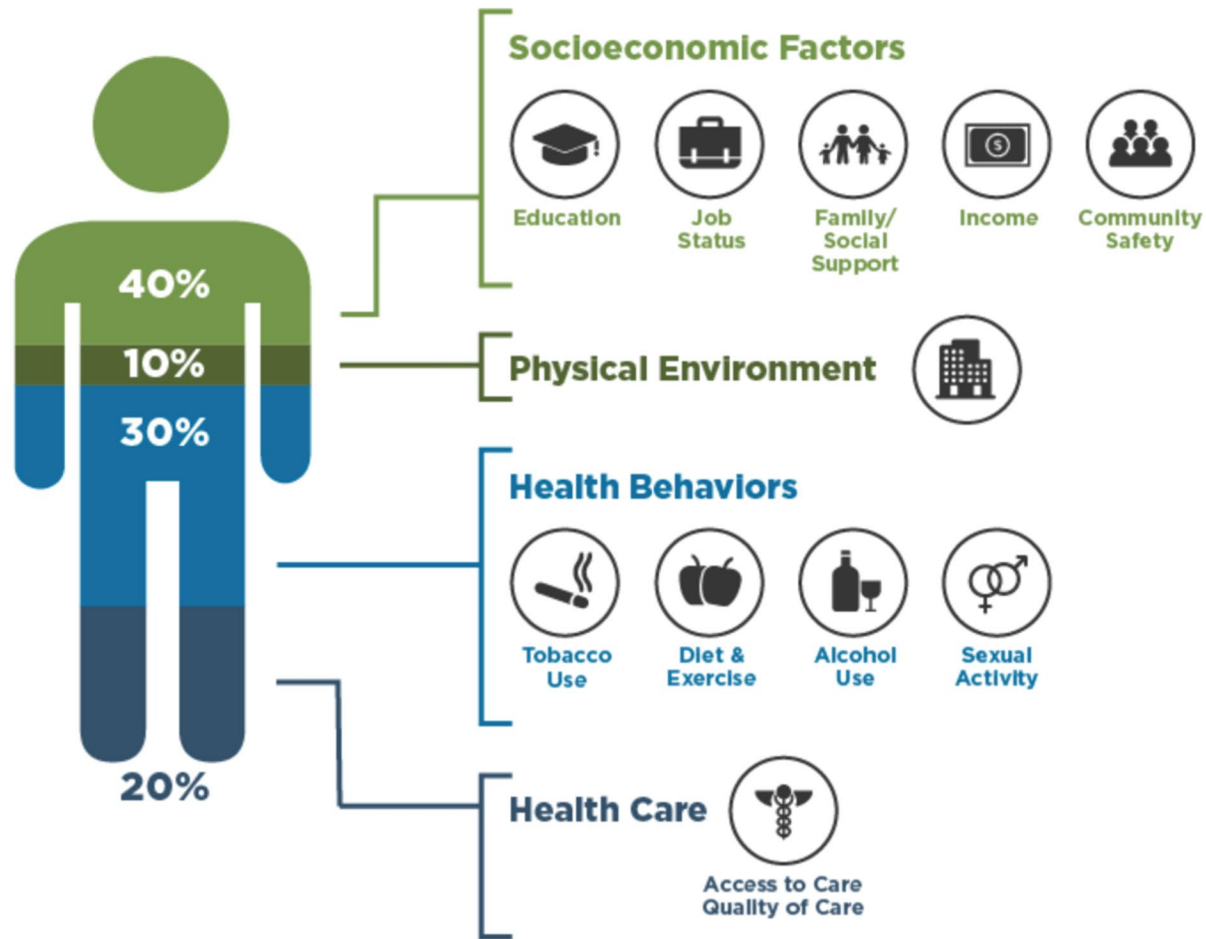 Socioeconomic Factors
Education
Job
Status
Family/
Social
Support
$
Income
Community
Safety
40%
10%
Physical Environment
30%
Health Behaviors
Tobacco
Use
Diet &
Exercise
Alcohol
Use
Sexual
Activity
20%
Health Care
Access to Care
Quality of Care